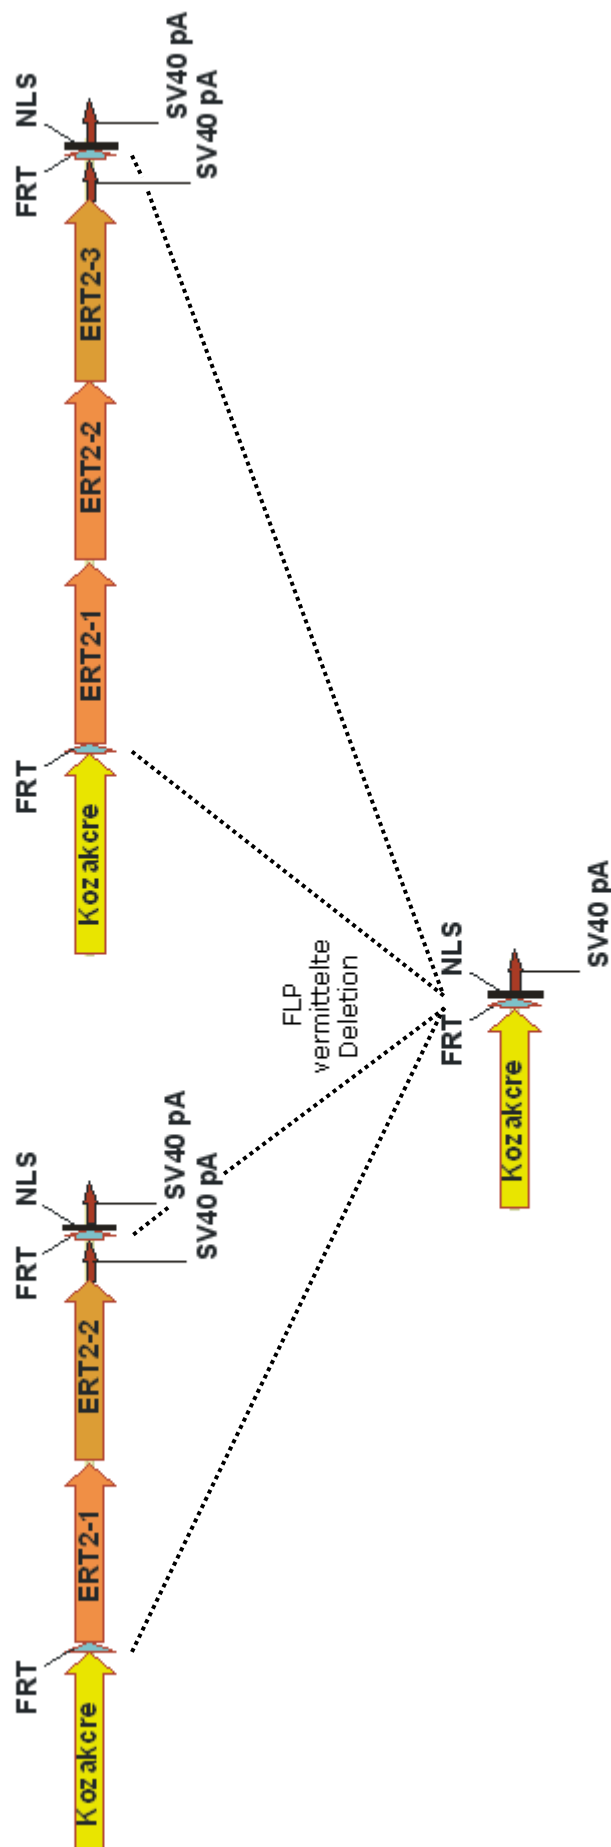 FRT
FRT
NLS
FRT
FRT
NLS
Kozakcre
ERT2-1
ERT2-2
Kozakcre
ERT2-1
ERT2-2
ERT2-3
SV40 pA
SV40 pA
SV40 pA
SV40 pA
FLP
vermittelte
Deletion
FRT
NLS
Kozakcre
SV40 pA